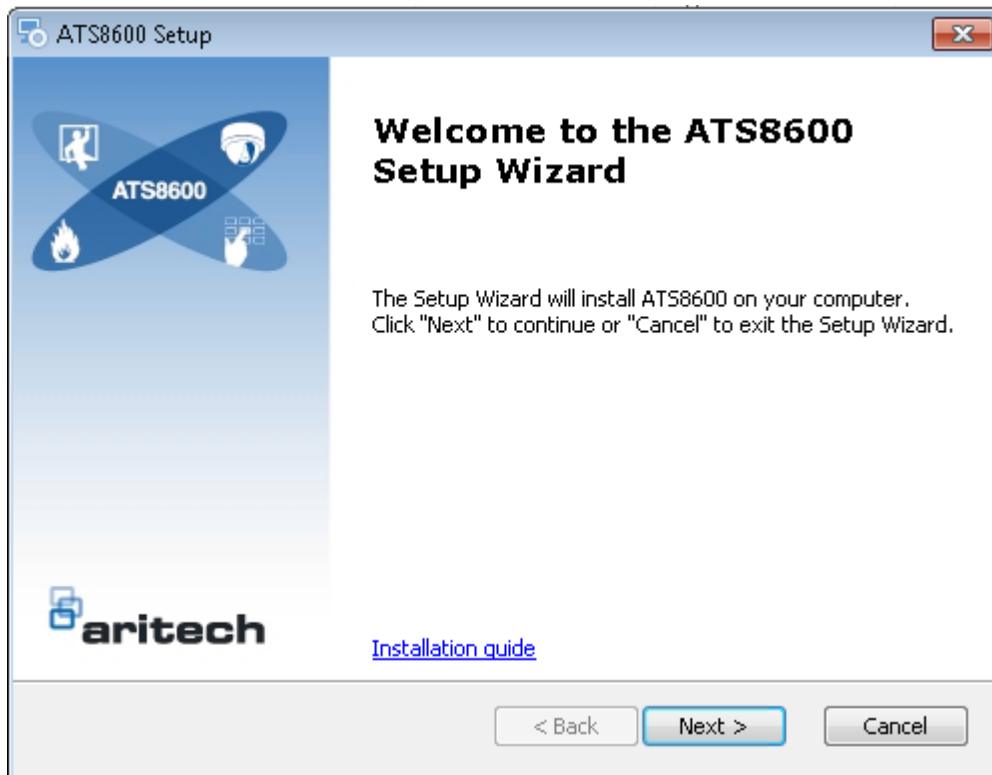 ATS8600 Setup
ATS8600
Welcome to the ATS8600
Setup Wizard
The Setup Wizard will install ATS8600 on your computer.
Click "Next" to continue or "Cancel" to exit the Setup Wizard.
aritech
Installation guide
< Back
Next >
Cancel